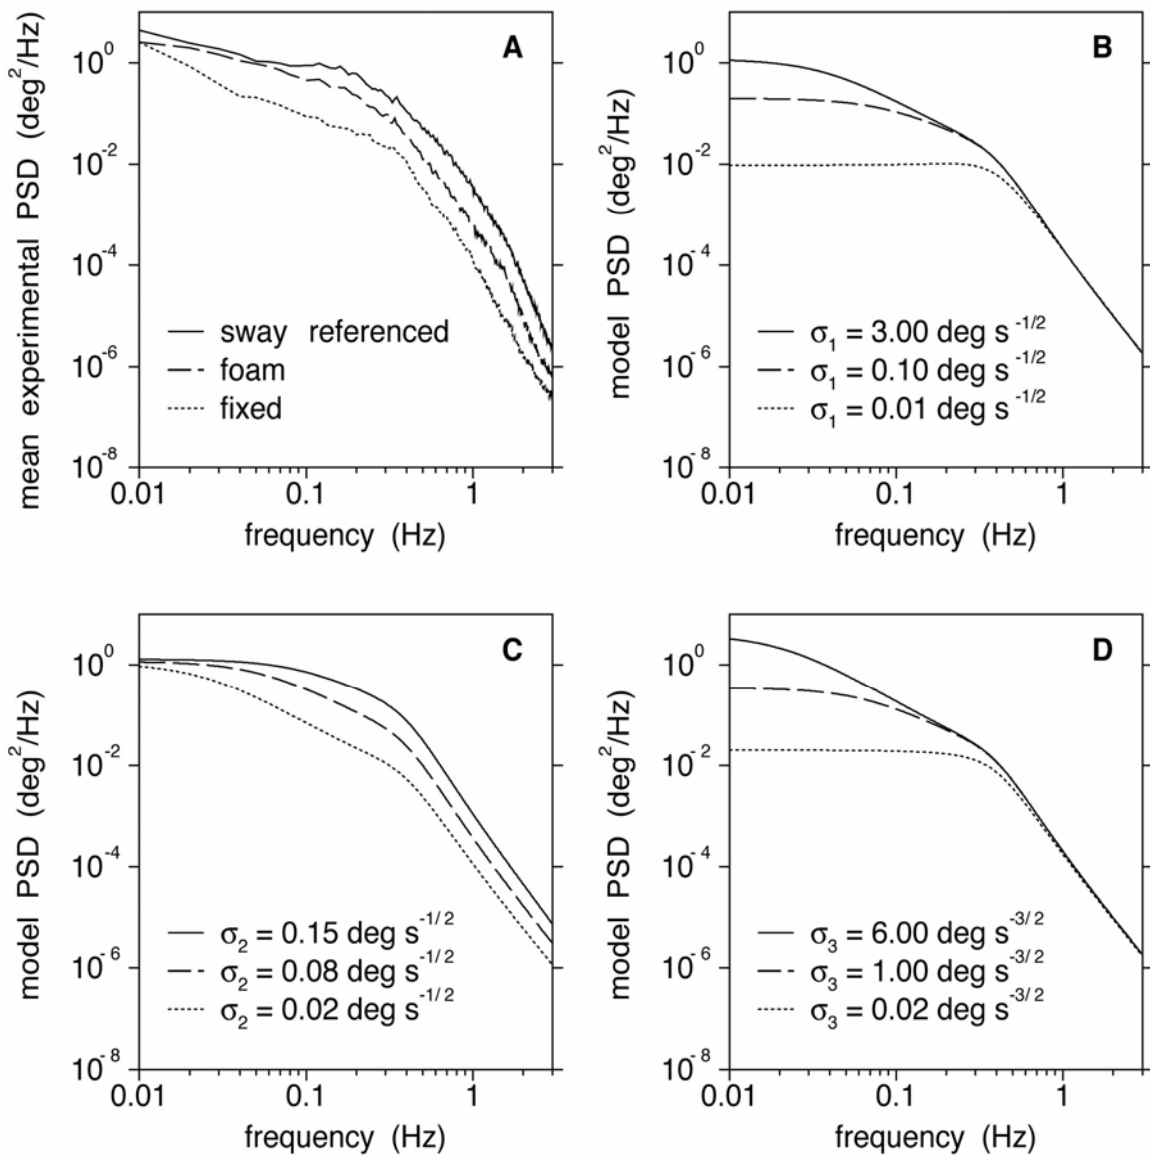 A
mean experimental PSD (deg²/Hz)
10⁰
10⁻²
10⁻⁴
10⁻⁶
10⁻⁸
sway referenced
foam
fixed
0.01 0.1 1
frequency (Hz)
B
model PSD (deg²/Hz)
10⁰
10⁻²
10⁻⁴
10⁻⁶
10⁻⁸
σ₁ = 3.00 deg s⁻¹/²
σ₁ = 0.10 deg s⁻¹/²
σ₁ = 0.01 deg s⁻¹/²
0.01 0.1 1
frequency (Hz)
C
model PSD (deg²/Hz)
10⁰
10⁻²
10⁻⁴
10⁻⁶
10⁻⁸
σ₂ = 0.15 deg s⁻¹/²
σ₂ = 0.08 deg s⁻¹/²
σ₂ = 0.02 deg s⁻¹/²
0.01 0.1 1
frequency (Hz)
D
model PSD (deg²/Hz)
10⁰
10⁻²
10⁻⁴
10⁻⁶
10⁻⁸
σ₃ = 6.00 deg s⁻³/²
σ₃ = 1.00 deg s⁻³/²
σ₃ = 0.02 deg s⁻³/²
0.01 0.1 1
frequency (Hz)